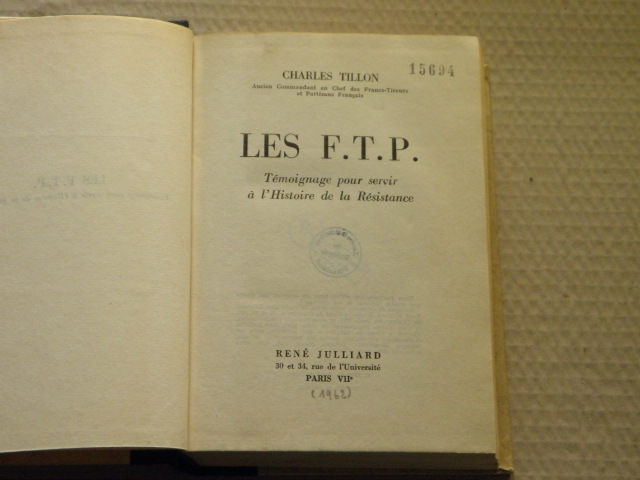 CHARLES TILLON
15694
Ancien Commandant en Chef des Francs-Tireurs
et Partisans Français
LES F.T.P.
Témoignage pour servir
à l'Histoire de la Résistance
RENÉ JULLIARD
30 et 34, rue de l'Université
PARIS VIIe
(1962)